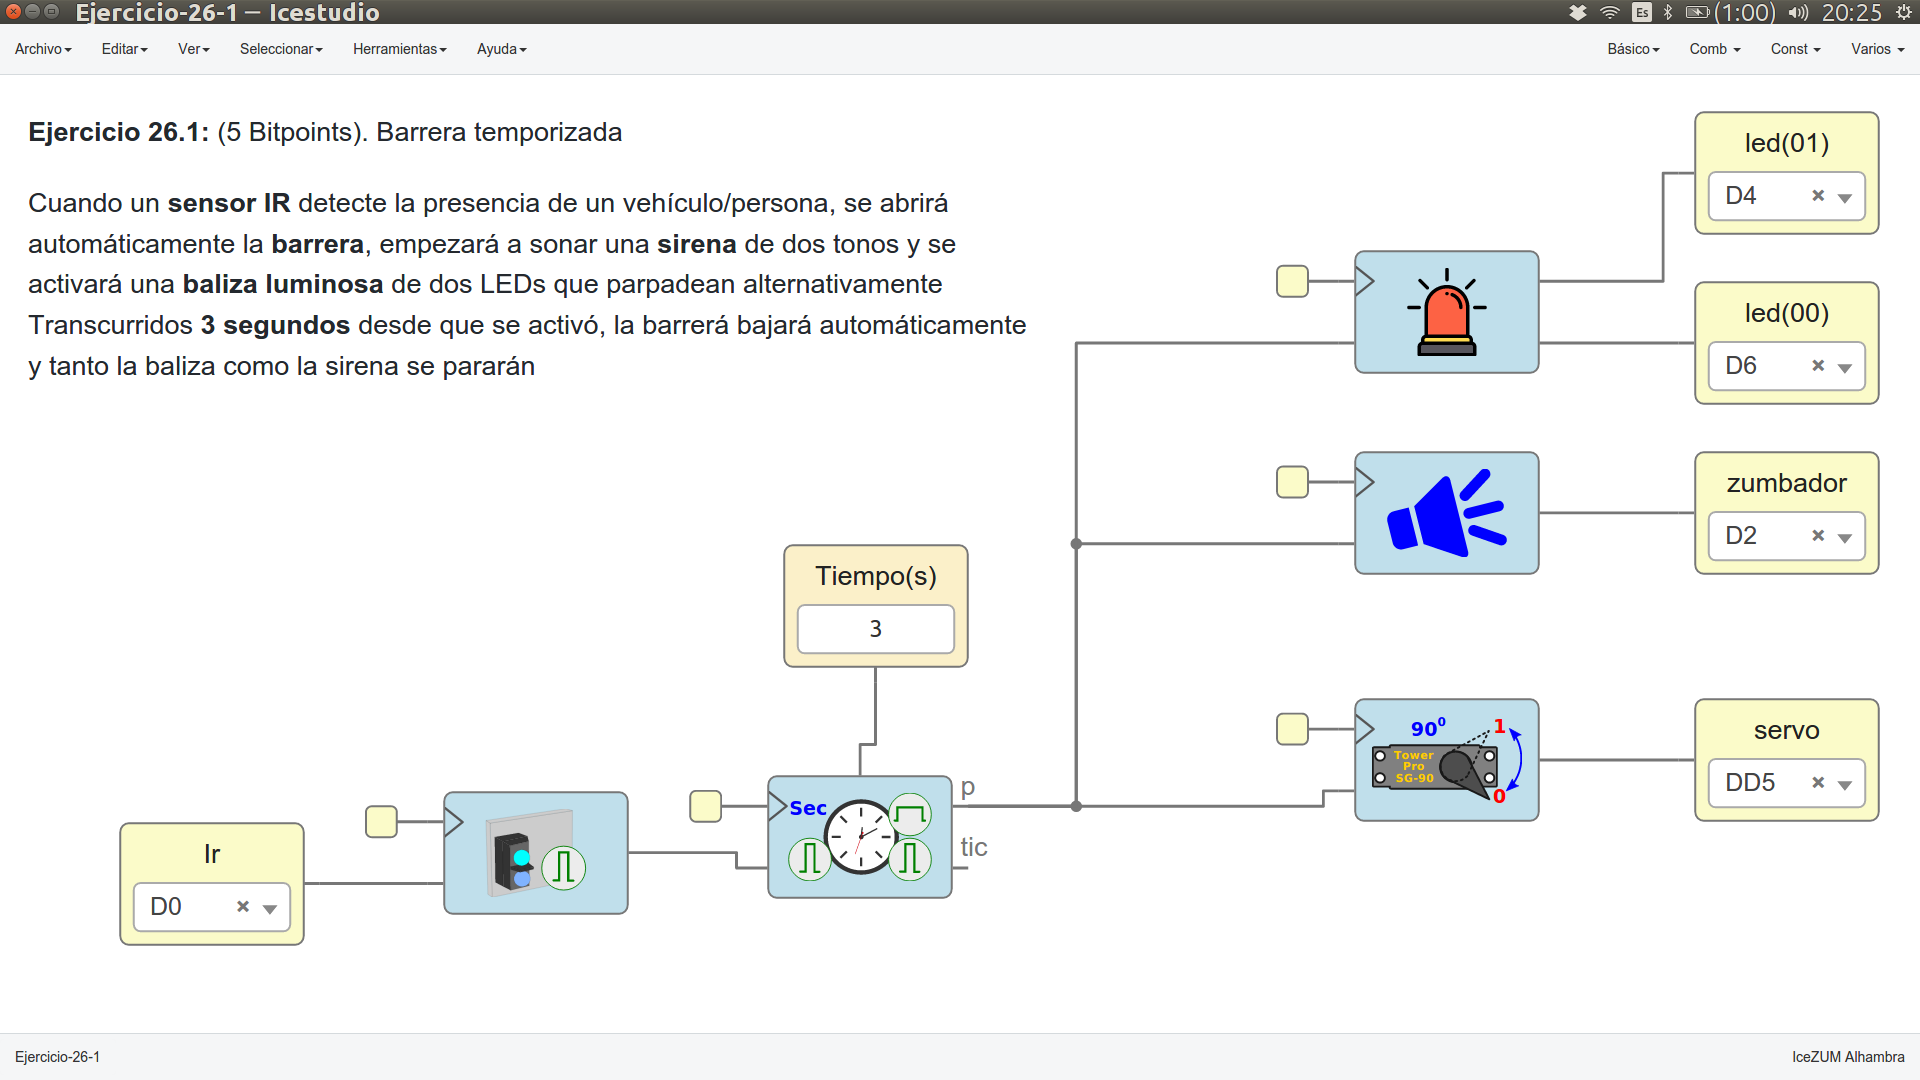 Ejercicio-26-1 — Icestudio
Es
(1:00)
20:25
Archivo
Editar
Ver
Seleccionar
Herramientas
Ayuda
Básico
Comb
Const
Varios
Ejercicio 26.1: (5 Bitpoints). Barrera temporizada
Cuando un sensor IR detecte la presencia de un vehículo/persona, se abrirá
automáticamente la barrera, empezará a sonar una sirena de dos tonos y se
activará una baliza luminosa de dos LEDs que parpadean alternativamente
Transcurridos 3 segundos desde que se activó, la barrerá bajará automáticamente
y tanto la baliza como la sirena se pararán
led(01)
D4
led(00)
D6
zumbador
D2
Tiempo(s)
3
servo
DD5
90⁰
1
Tower
Pro
SG-90
0
p
Sec
tic
Ir
D0
Ejercicio-26-1
IceZUM Alhambra